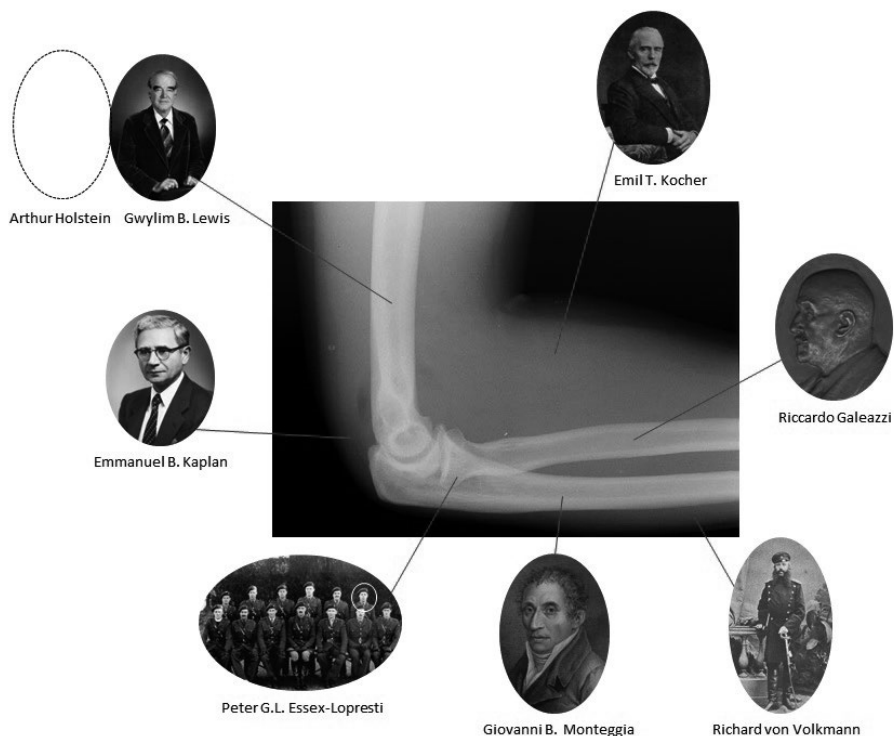 Emil T. Kocher
Arthur Holstein
Gwylim B. Lewis
Riccardo Galeazzi
Emmanuel B. Kaplan
Peter G.L. Essex-Lopresti
Giovanni B. Monteggia
Richard von Volkmann